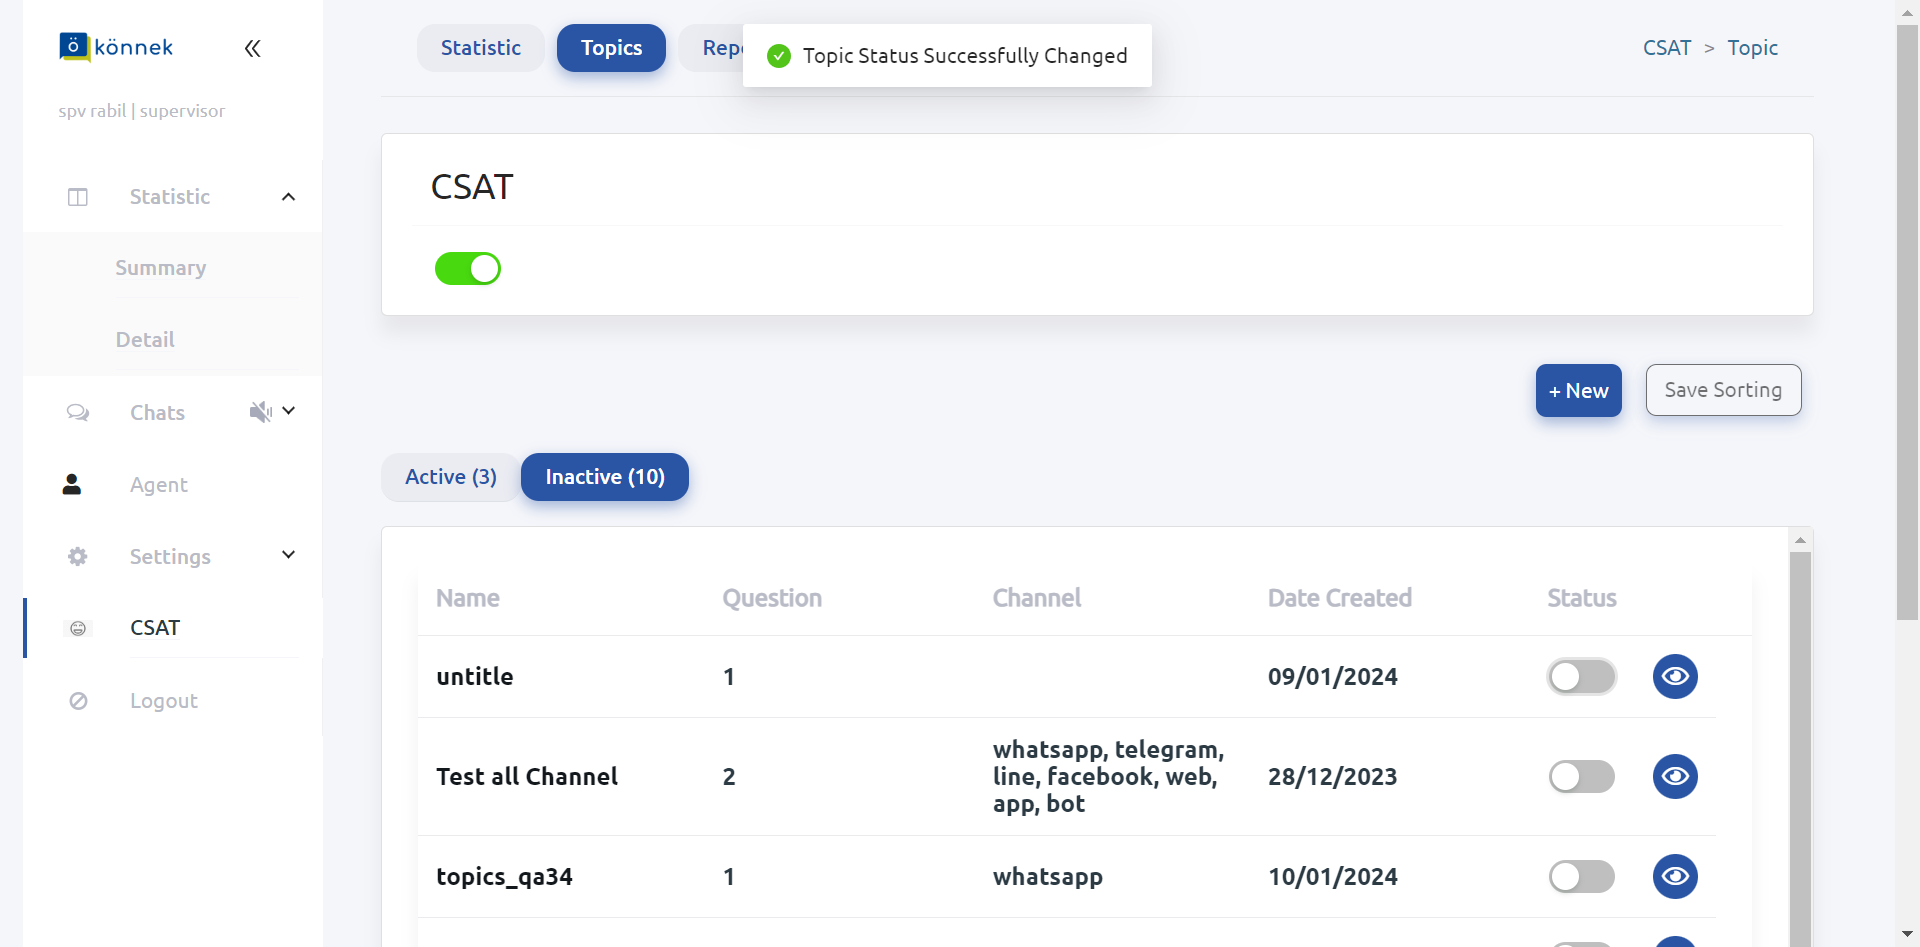 ö könnek
spv rabil | supervisor
Statistic
Summary
Detail
Chats
Agent
Settings
CSAT
Logout
Statistic
Topics
Topic Status Successfully Changed
CSAT > Topic
CSAT
+ New
Save Sorting
Active (3)
Inactive (10)
Name Question Channel Date Created Status
untitle 1 09/01/2024
Test all Channel 2 whatsapp, telegram,
line, facebook, web,
app, bot 28/12/2023
topics_qa34 1 whatsapp 10/01/2024